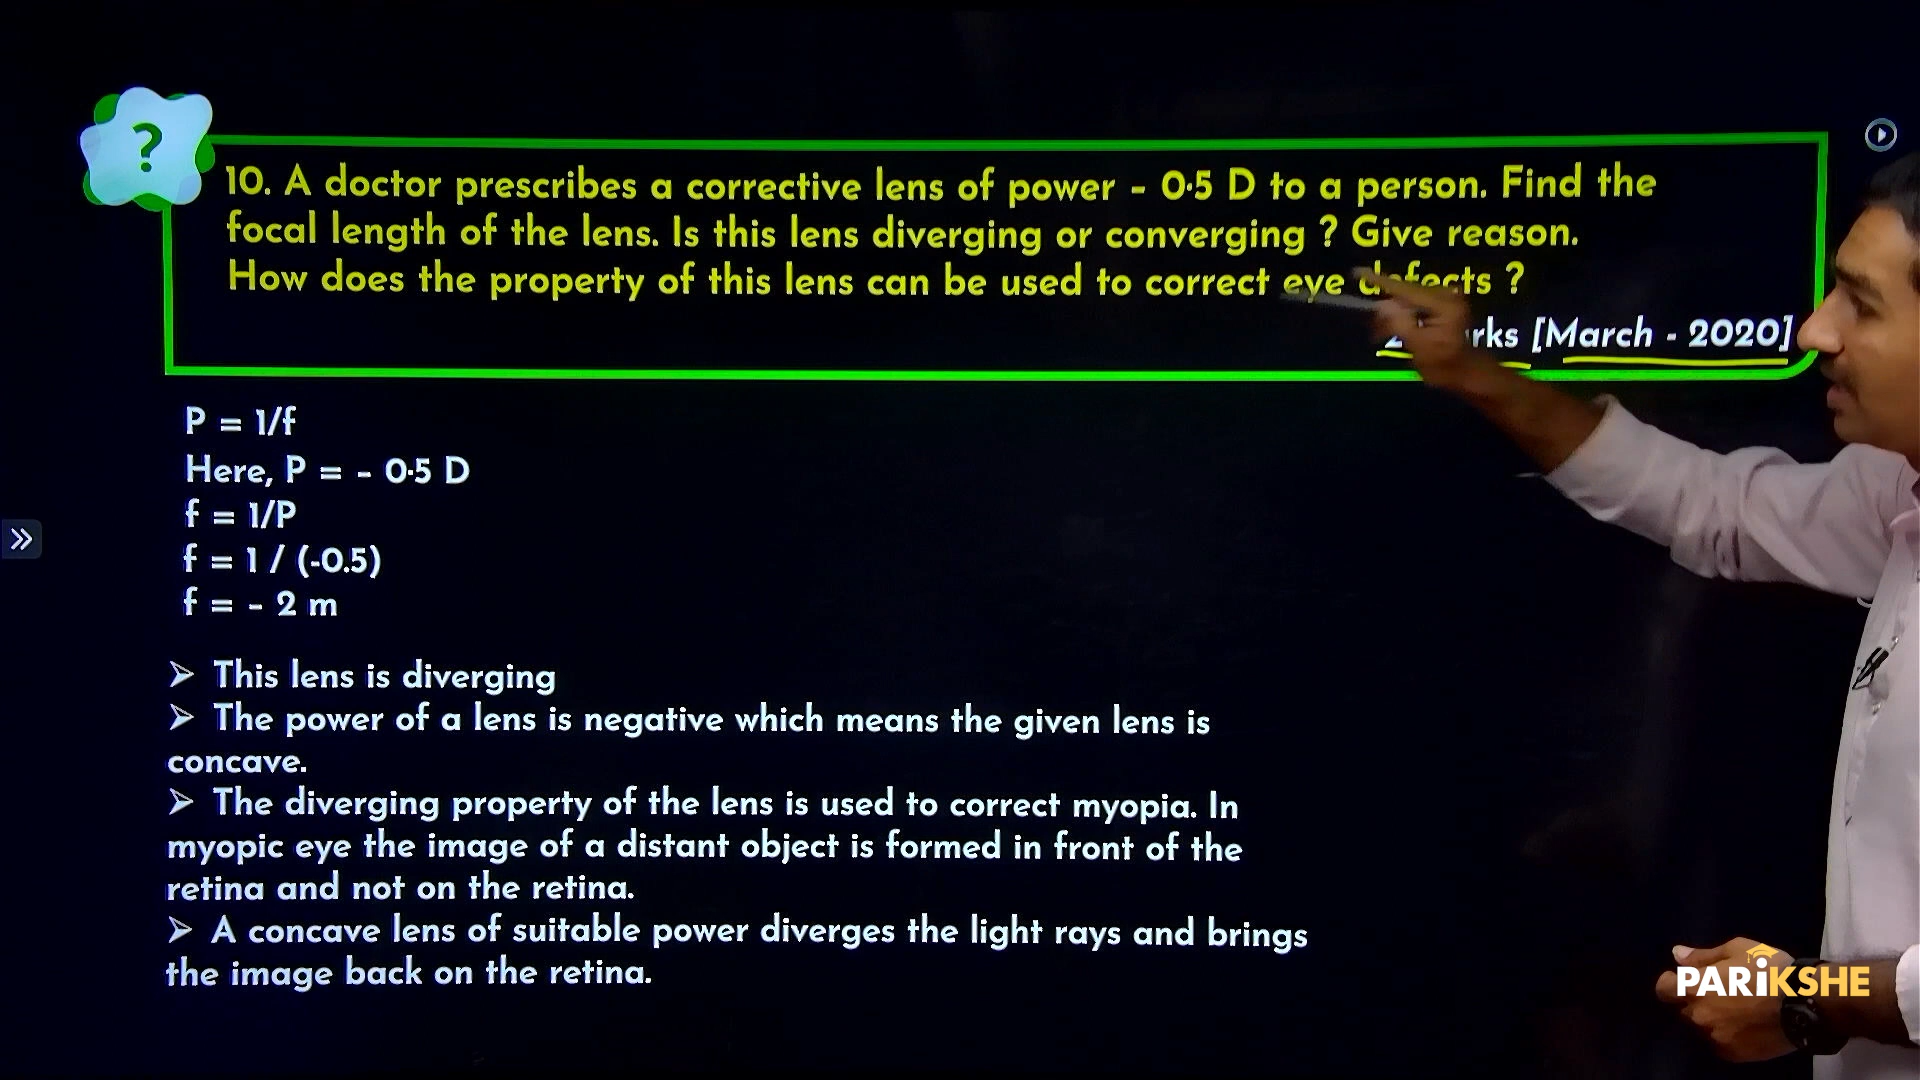 ?
10. A doctor prescribes a corrective lens of power - 0·5 D to a person. Find the
focal length of the lens. Is this lens diverging or converging ? Give reason.
How does the property of this lens can be used to correct eye defects ?
[March - 2020]
P = 1/f
Here, P = - 0·5 D
f = 1/P
f = 1 / (-0.5)
f = - 2 m
➢ This lens is diverging
➢ The power of a lens is negative which means the given lens is
concave.
➢ The diverging property of the lens is used to correct myopia. In
myopic eye the image of a distant object is formed in front of the
retina and not on the retina.
➢ A concave lens of suitable power diverges the light rays and brings
the image back on the retina.
PARIKSHE